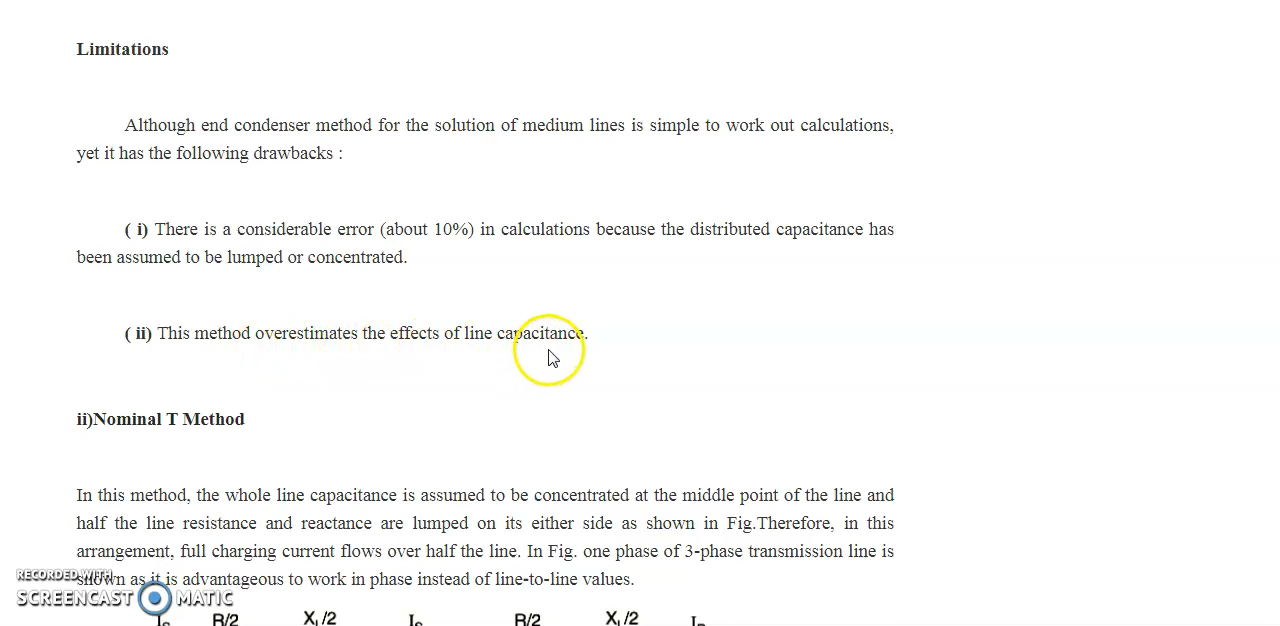 Limitations
Although end condenser method for the solution of medium lines is simple to work out calculations,
yet it has the following drawbacks :
( i) There is a considerable error (about 10%) in calculations because the distributed capacitance has
been assumed to be lumped or concentrated.
( ii) This method overestimates the effects of line capacitance.
ii)Nominal T Method
In this method, the whole line capacitance is assumed to be concentrated at the middle point of the line and
half the line resistance and reactance are lumped on its either side as shown in Fig.Therefore, in this
arrangement, full charging current flows over half the line. In Fig. one phase of 3-phase transmission line is
shown as it is advantageous to work in phase instead of line-to-line values.
RECORDED WITH
SCREENCAST MATIC
R/2 X /2 R/2 X /2